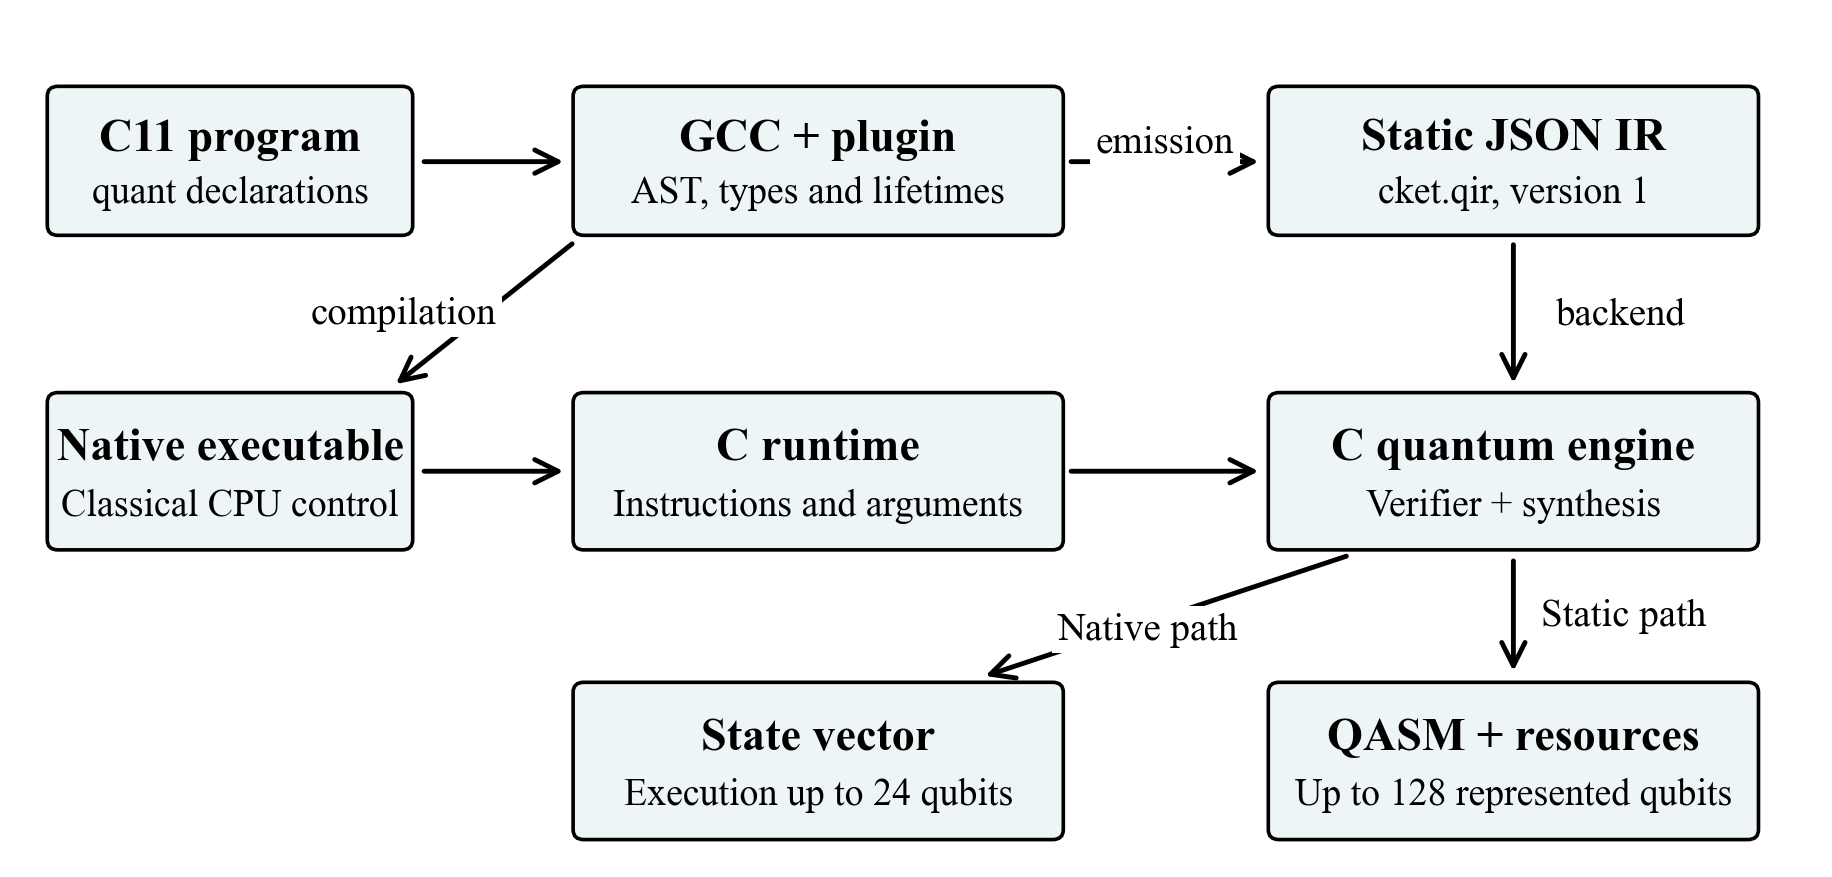 C11 program
quant declarations
GCC + plugin
AST, types and lifetimes
emission
Static JSON IR
cket.qir, version 1
compilation
backend
Native executable
Classical CPU control
C runtime
Instructions and arguments
C quantum engine
Verifier + synthesis
Native path
Static path
State vector
Execution up to 24 qubits
QASM + resources
Up to 128 represented qubits